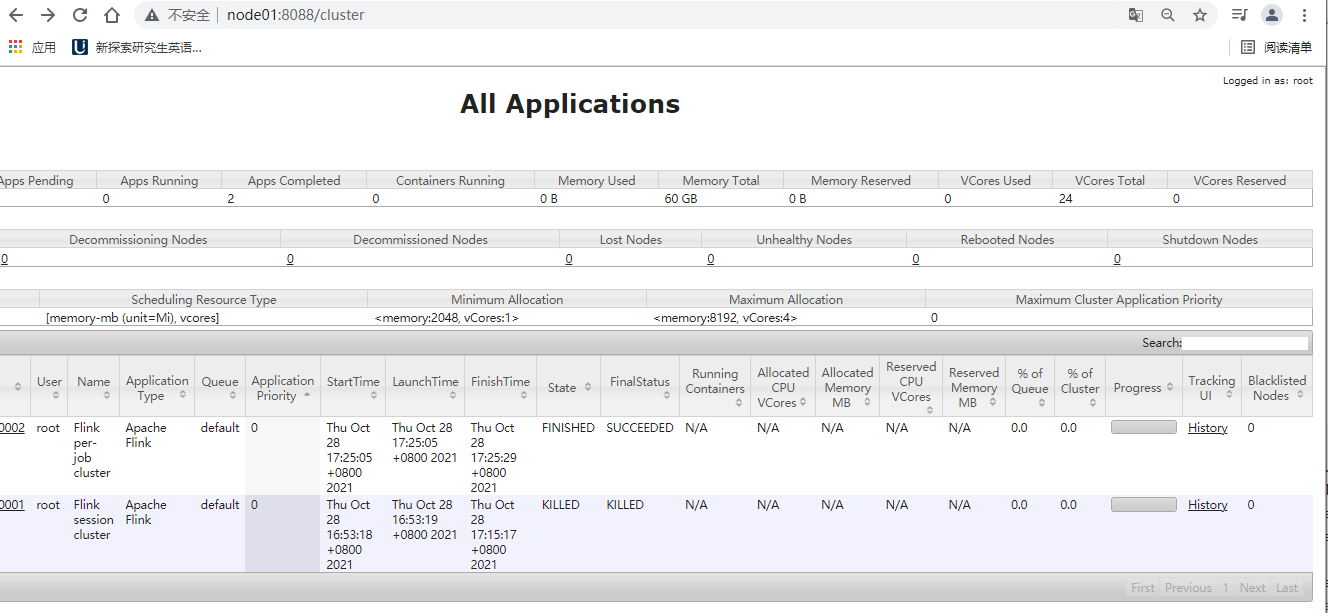 不安全 node01:8088/cluster
应用 新探索研究生英语... 阅读清单
Logged in as: root
All Applications
Apps Pending Apps Running Apps Completed Containers Running Memory Used Memory Total Memory Reserved VCores Used VCores Total VCores Reserved
0 2 0 0 B 60 GB 0 B 0 24 0
Decommissioning Nodes Decommissioned Nodes Lost Nodes Unhealthy Nodes Rebooted Nodes Shutdown Nodes
0 0 0 0 0 0
Scheduling Resource Type Minimum Allocation Maximum Allocation Maximum Cluster Application Priority
[memory-mb (unit=Mi), vcores] <memory:2048, vCores:1> <memory:8192, vCores:4> 0
Search:
User Name Application Type Queue Application Priority StartTime LaunchTime FinishTime State FinalStatus Running Containers Allocated CPU VCores Allocated Memory MB Reserved CPU VCores Reserved Memory MB % of Queue % of Cluster Progress Tracking UI Blacklisted Nodes
0002 root Flink per-job cluster Apache Flink default 0 Thu Oct 28 17:25:05 +0800 2021 Thu Oct 28 17:25:05 +0800 2021 Thu Oct 28 17:25:29 +0800 2021 FINISHED SUCCEEDED N/A N/A N/A N/A N/A 0.0 0.0 History 0
0001 root Flink session cluster Apache Flink default 0 Thu Oct 28 16:53:18 +0800 2021 Thu Oct 28 16:53:19 +0800 2021 Thu Oct 28 17:15:17 +0800 2021 KILLED KILLED N/A N/A N/A N/A N/A 0.0 0.0 History 0
First Previous 1 Next Last